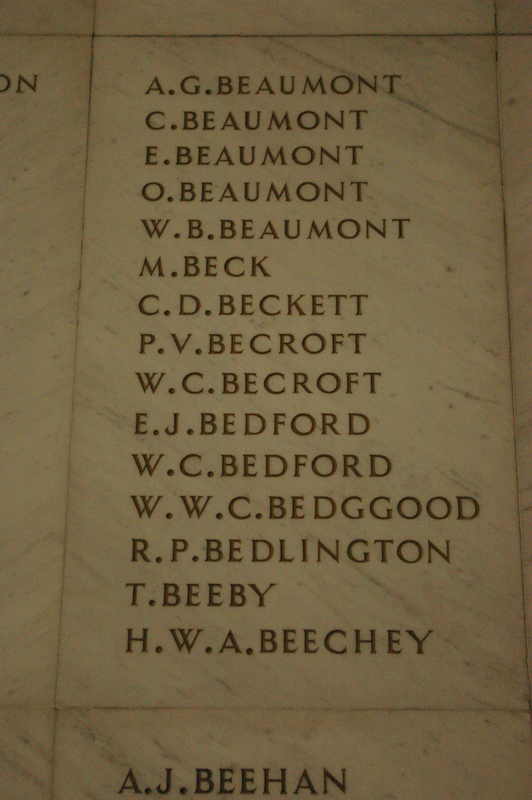 ON
A.G.BEAUMONT
C.BEAUMONT
E.BEAUMONT
O.BEAUMONT
W.B.BEAUMONT
M.BECK
C.D.BECKETT
P.V.BECROFT
W.C.BECROFT
E.J.BEDFORD
W.C.BEDFORD
W.W.C.BEDGGOOD
R.P.BEDLINGTON
T.BEEBY
H.W.A.BEECHEY
A.J.BEEHAN